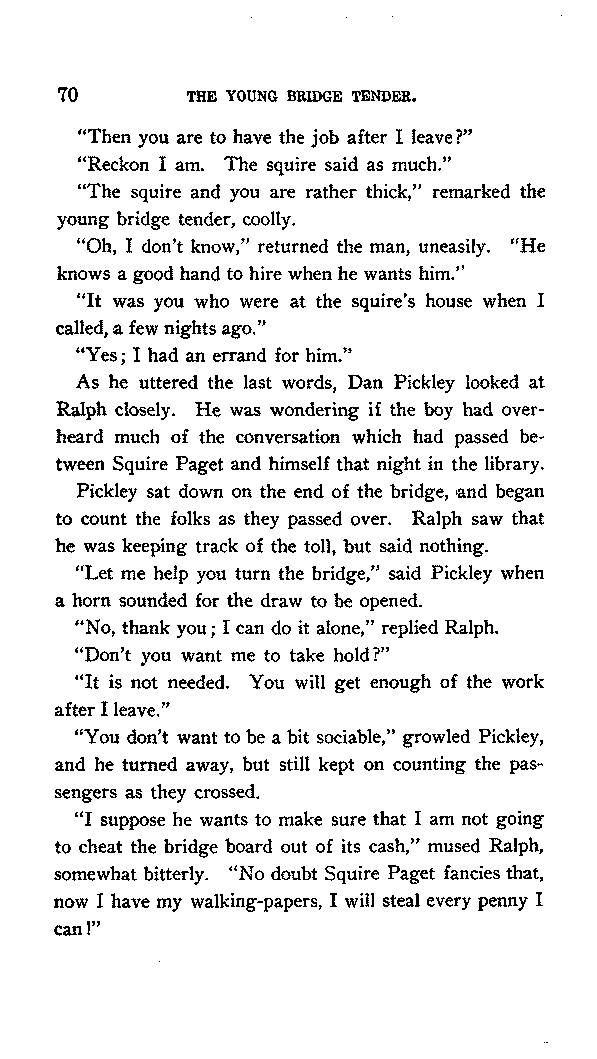 70 THE YOUNG BRIDGE TENDER.
“Then you are to have the job after I leave?”
“Reckon I am. The squire said as much.”
“The squire and you are rather thick,” remarked the
young bridge tender, coolly.
“Oh, I don’t know,” returned the man, uneasily. “He
knows a good hand to hire when he wants him.”
“It was you who were at the squire’s house when I
called, a few nights ago.”
“Yes; I had an errand for him.”
As he uttered the last words, Dan Pickley looked at
Ralph closely. He was wondering if the boy had over-
heard much of the conversation which had passed be-
tween Squire Paget and himself that night in the library.
Pickley sat down on the end of the bridge, and began
to count the folks as they passed over. Ralph saw that
he was keeping track of the toll, but said nothing.
“Let me help you turn the bridge,” said Pickley when
a horn sounded for the draw to be opened.
“No, thank you; I can do it alone,” replied Ralph.
“Don’t you want me to take hold?”
“It is not needed. You will get enough of the work
after I leave.”
“You don’t want to be a bit sociable,” growled Pickley,
and he turned away, but still kept on counting the pas-
sengers as they crossed.
“I suppose he wants to make sure that I am not going
to cheat the bridge board out of its cash,” mused Ralph,
somewhat bitterly. “No doubt Squire Paget fancies that,
now I have my walking-papers, I will steal every penny I
can!”